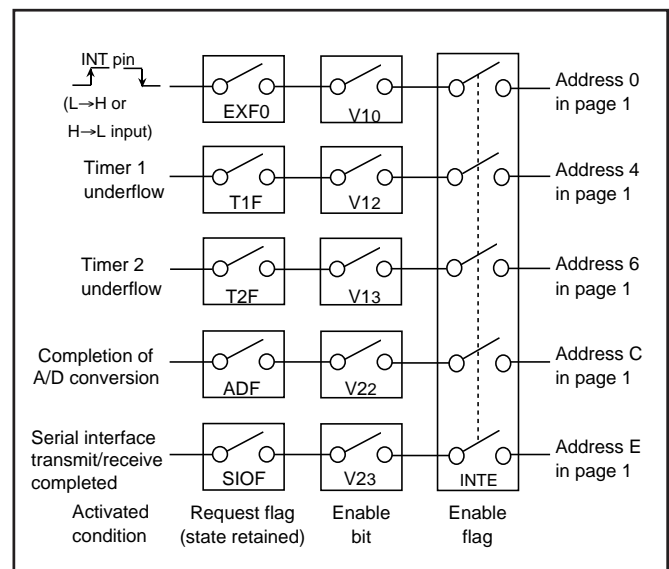 INT pin
(L→H or
H→L input)
EXF0
V10
Address 0
in page 1
Timer 1
underflow
T1F
V12
Address 4
in page 1
Timer 2
underflow
T2F
V13
Address 6
in page 1
Completion of
A/D conversion
ADF
V22
Address C
in page 1
Serial interface
transmit/receive
completed
SIOF
V23
INTE
Address E
in page 1
Activated
condition
Request flag
(state retained)
Enable
bit
Enable
flag